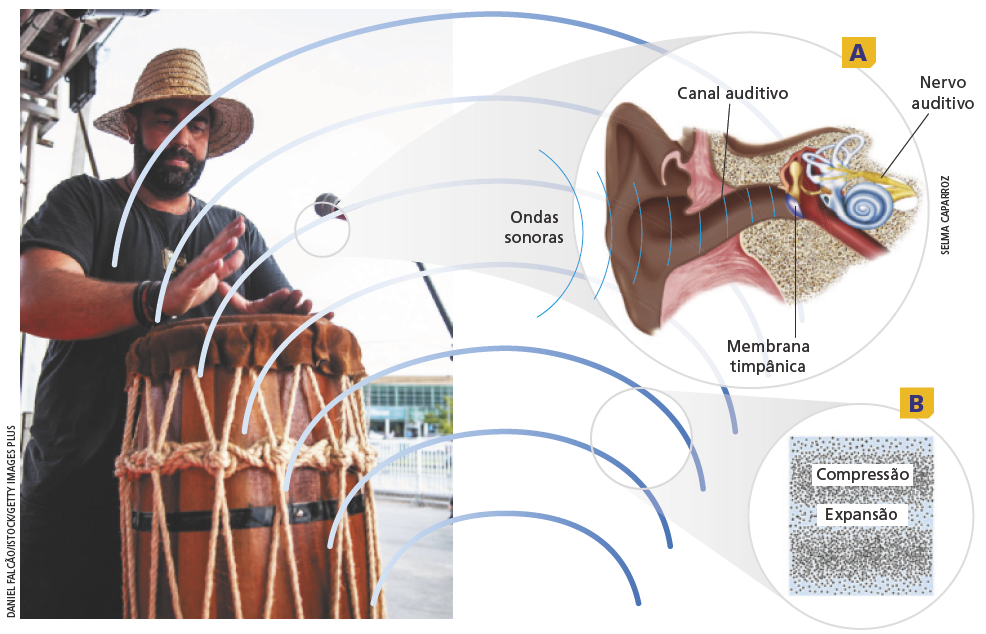 A
Canal auditivo
Nervo
auditivo
Ondas
sonoras
Membrana
timpânica
SELMA CAPARROZ
B
Compressão
Expansão
DANIEL FALCÃO/ISTOCK/GETTY IMAGES PLUS